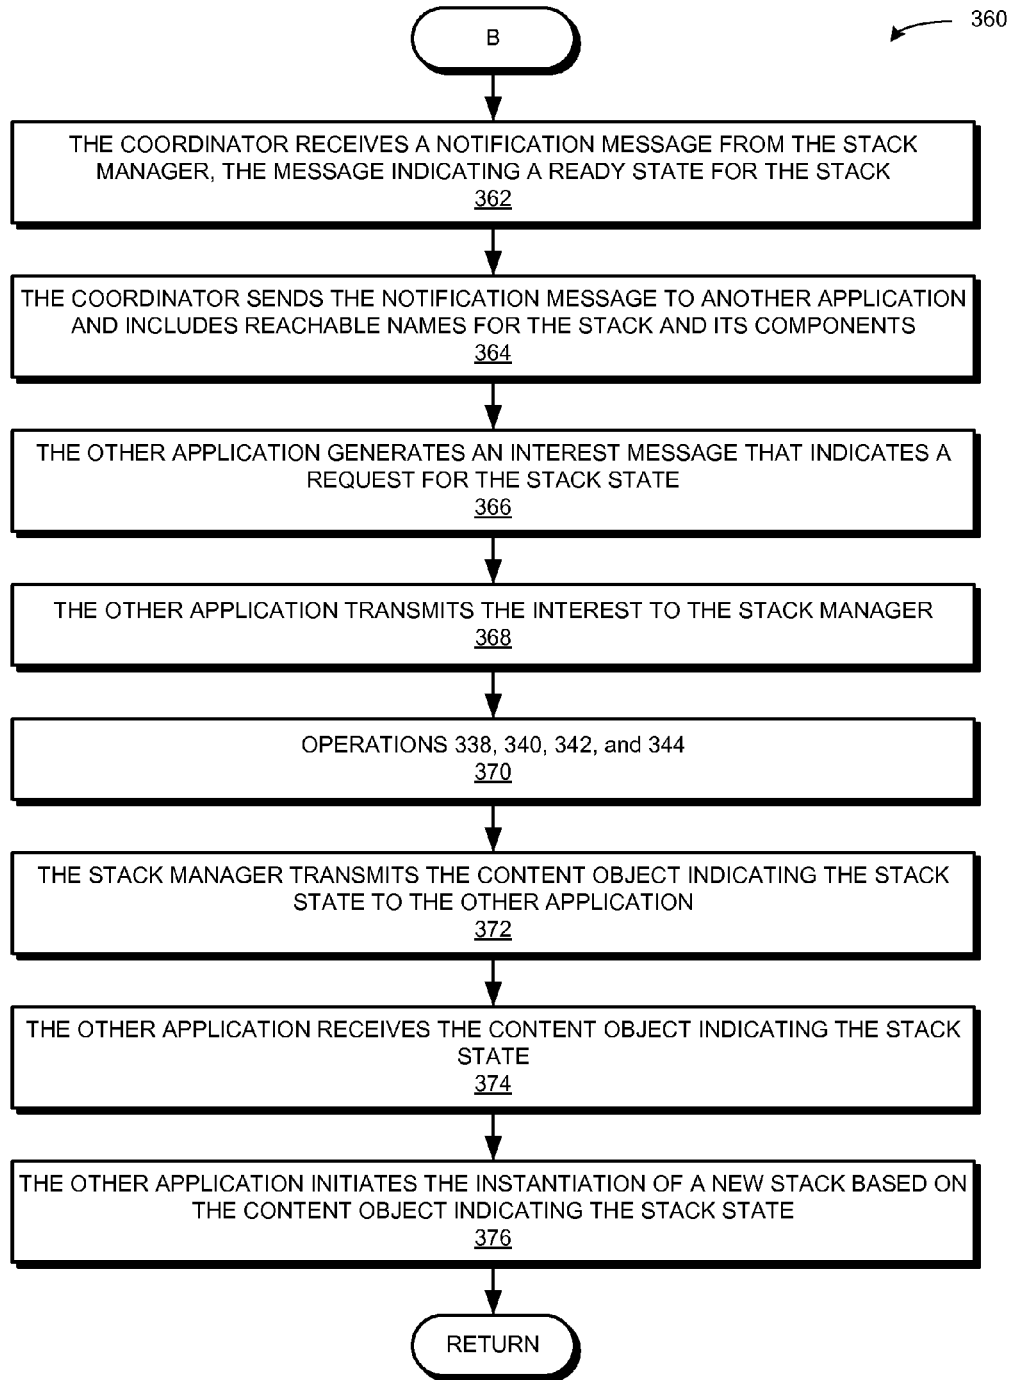 360
B
THE COORDINATOR RECEIVES A NOTIFICATION MESSAGE FROM THE STACK
MANAGER, THE MESSAGE INDICATING A READY STATE FOR THE STACK
362
THE COORDINATOR SENDS THE NOTIFICATION MESSAGE TO ANOTHER APPLICATION
AND INCLUDES REACHABLE NAMES FOR THE STACK AND ITS COMPONENTS
364
THE OTHER APPLICATION GENERATES AN INTEREST MESSAGE THAT INDICATES A
REQUEST FOR THE STACK STATE
366
THE OTHER APPLICATION TRANSMITS THE INTEREST TO THE STACK MANAGER
368
OPERATIONS 338, 340, 342, and 344
370
THE STACK MANAGER TRANSMITS THE CONTENT OBJECT INDICATING THE STACK
STATE TO THE OTHER APPLICATION
372
THE OTHER APPLICATION RECEIVES THE CONTENT OBJECT INDICATING THE STACK
STATE
374
THE OTHER APPLICATION INITIATES THE INSTANTIATION OF A NEW STACK BASED ON
THE CONTENT OBJECT INDICATING THE STACK STATE
376
RETURN